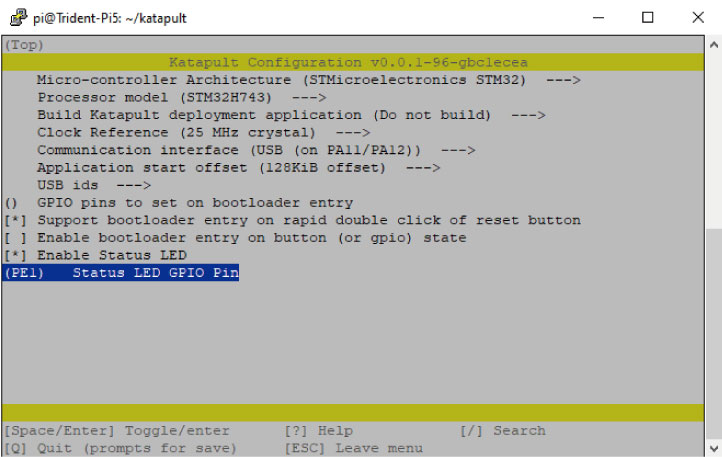 pi@Trident-Pi5: ~/katapult
(Top)
Katapult Configuration v0.0.1-96-gbc1ecea
Micro-controller Architecture (STMicroelectronics STM32)  --->
Processor model (STM32H743)  --->
Build Katapult deployment application (Do not build)  --->
Clock Reference (25 MHz crystal)  --->
Communication interface (USB (on PA11/PA12))  --->
Application start offset (128KiB offset)  --->
USB ids  --->
()  GPIO pins to set on bootloader entry
[*] Support bootloader entry on rapid double click of reset button
[ ] Enable bootloader entry on button (or gpio) state
[*] Enable Status LED
(PE1)   Status LED GPIO Pin
[Space/Enter] Toggle/enter      [?] Help      [/] Search
[Q] Quit (prompts for save)     [ESC] Leave menu